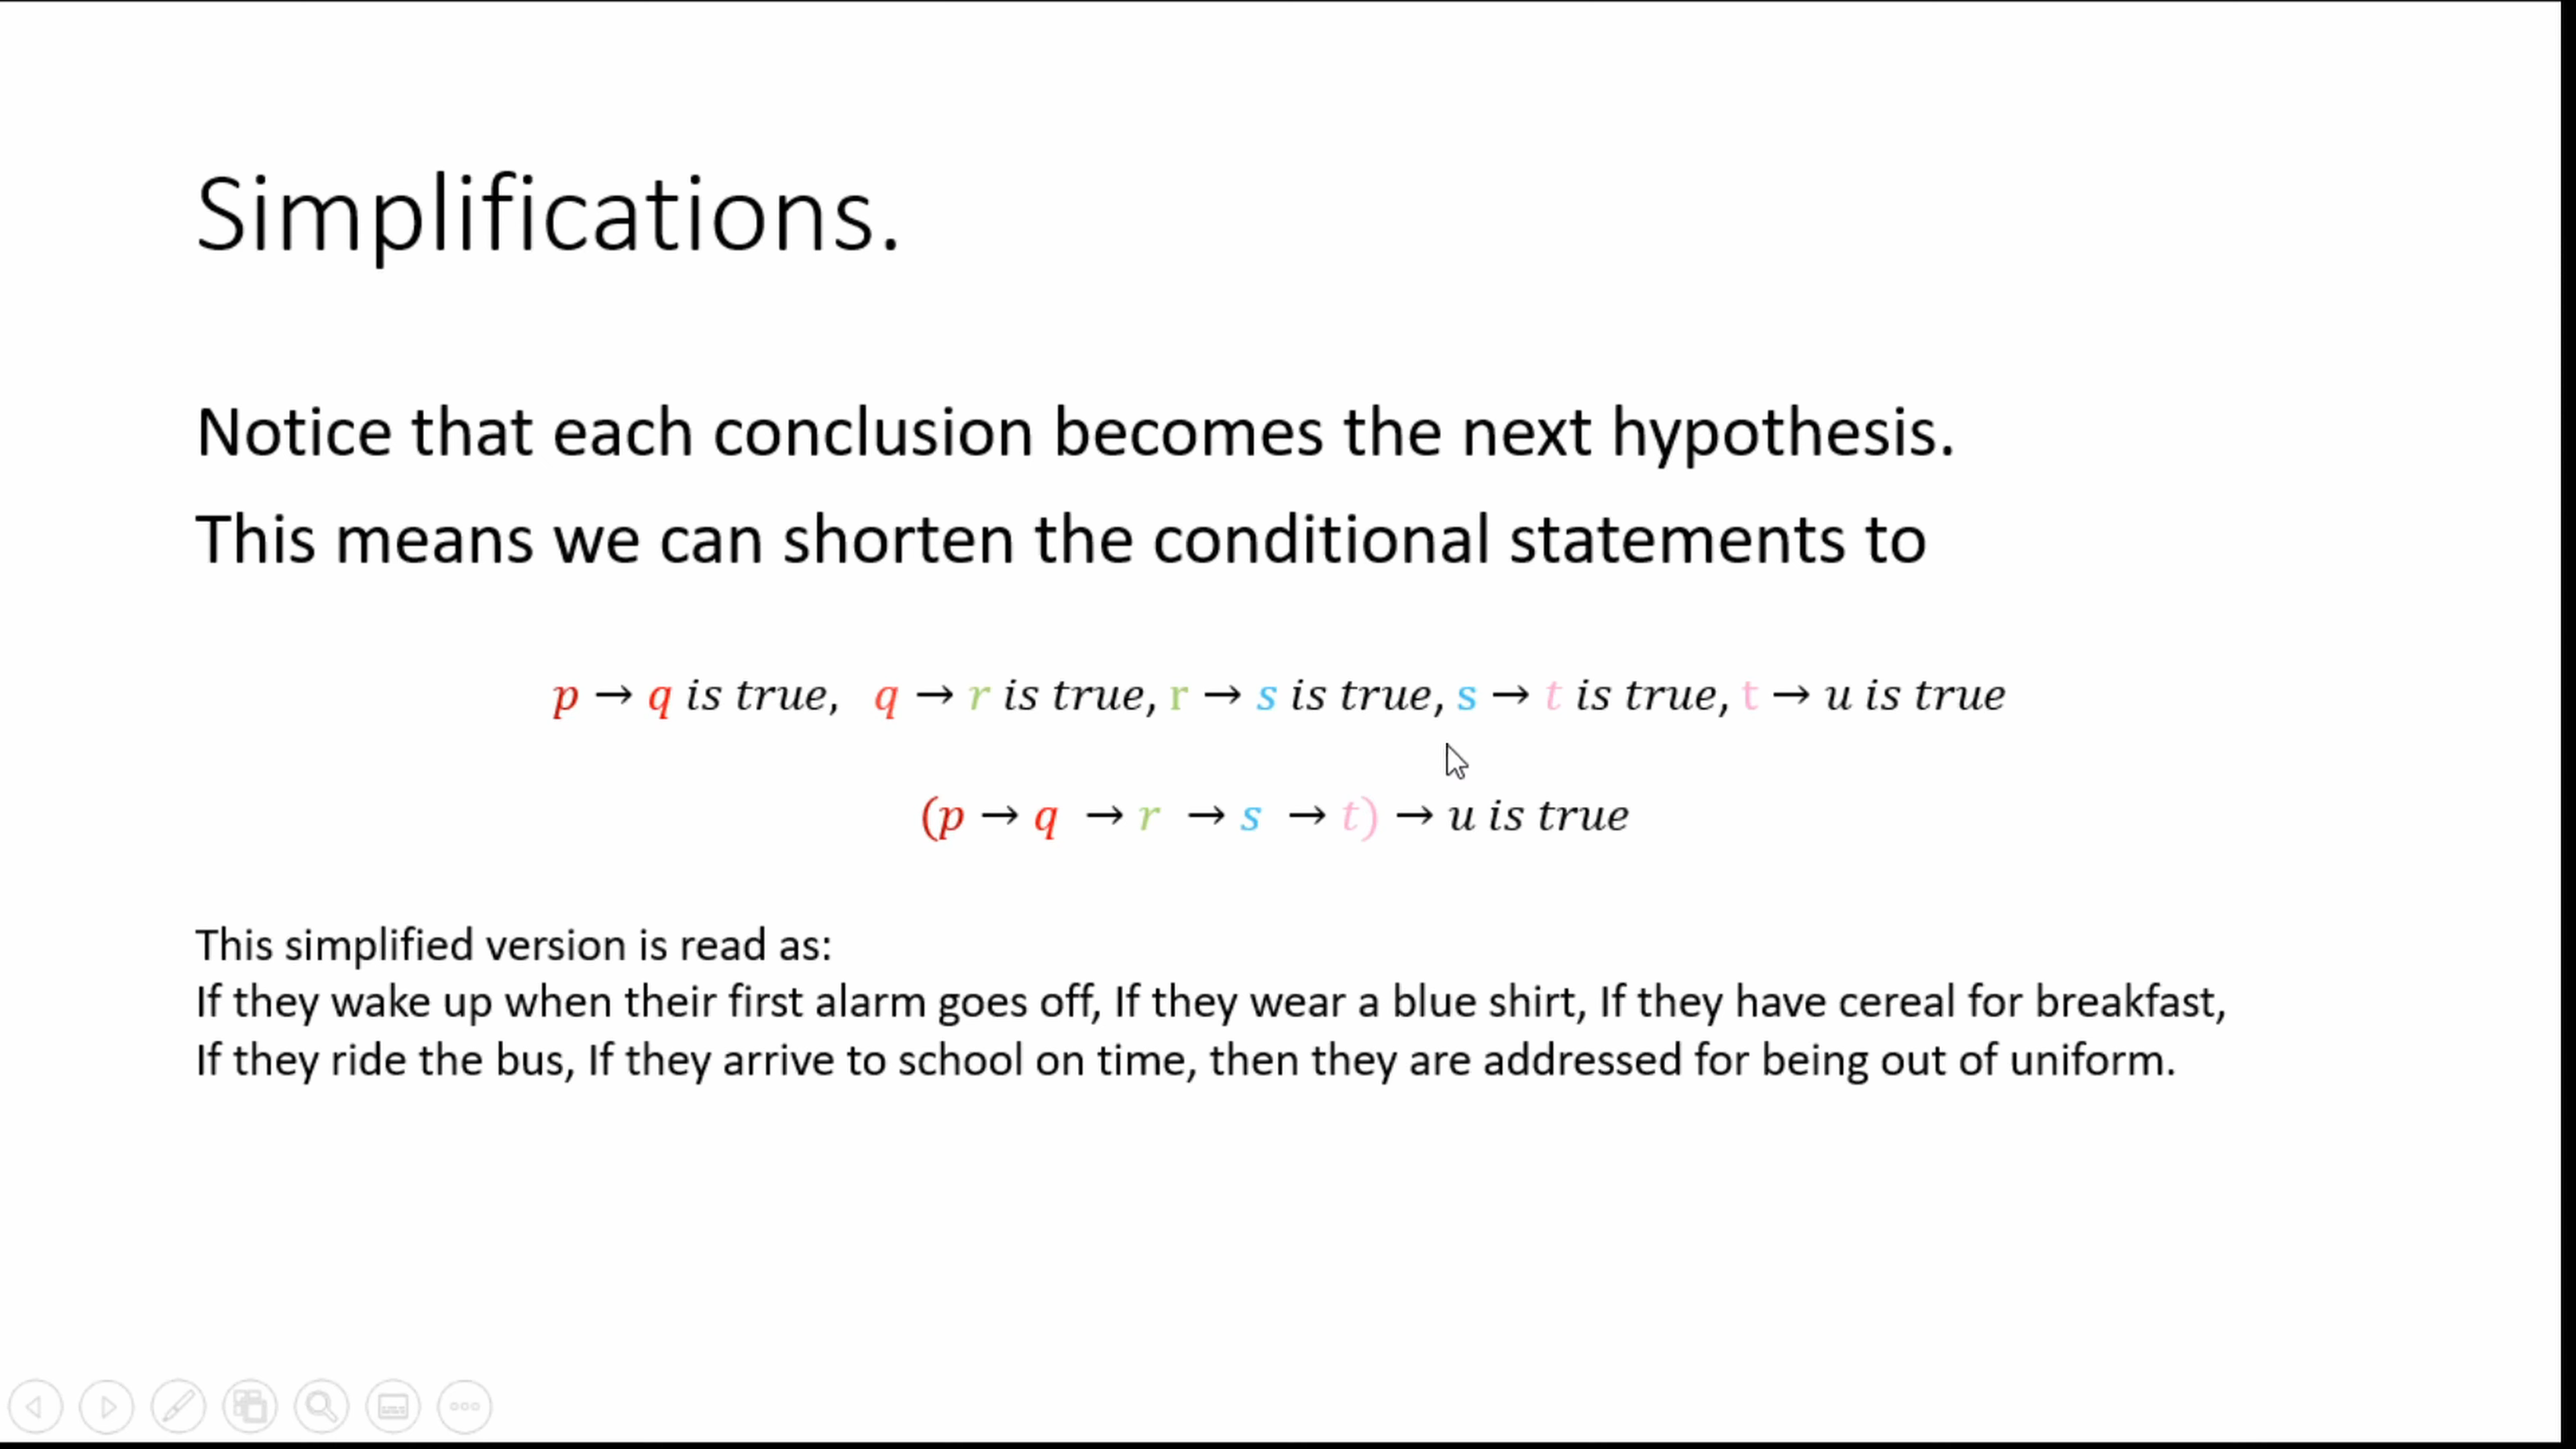 Simplifications.
Notice that each conclusion becomes the next hypothesis.
This means we can shorten the conditional statements to
p → q is true, q → r is true, r → s is true, s → t is true, t → u is true
(p → q → r → s → t) → u is true
This simplified version is read as:
If they wake up when their first alarm goes off, If they wear a blue shirt, If they have cereal for breakfast,
If they ride the bus, If they arrive to school on time, then they are addressed for being out of uniform.